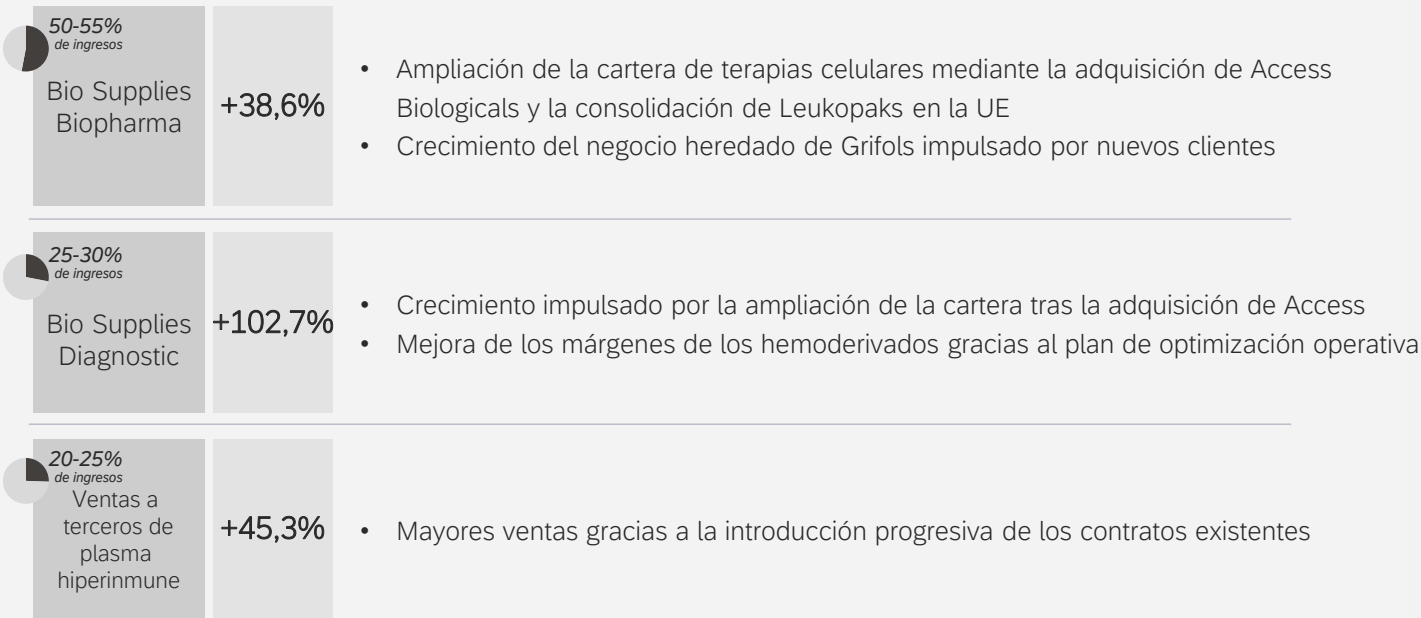 50-55%
de ingresos
Bio Supplies
Biopharma
+38,6%
• Ampliación de la cartera de terapias celulares mediante la adquisición de Access
Biologicals y la consolidación de Leukopaks en la UE
• Crecimiento del negocio heredado de Grifols impulsado por nuevos clientes
25-30%
de ingresos
Bio Supplies
Diagnostic
+102,7%
• Crecimiento impulsado por la ampliación de la cartera tras la adquisición de Access
• Mejora de los márgenes de los hemoderivados gracias al plan de optimización operativa
20-25%
de ingresos
Ventas a
terceros de
plasma
hiperinmune
+45,3%
• Mayores ventas gracias a la introducción progresiva de los contratos existentes